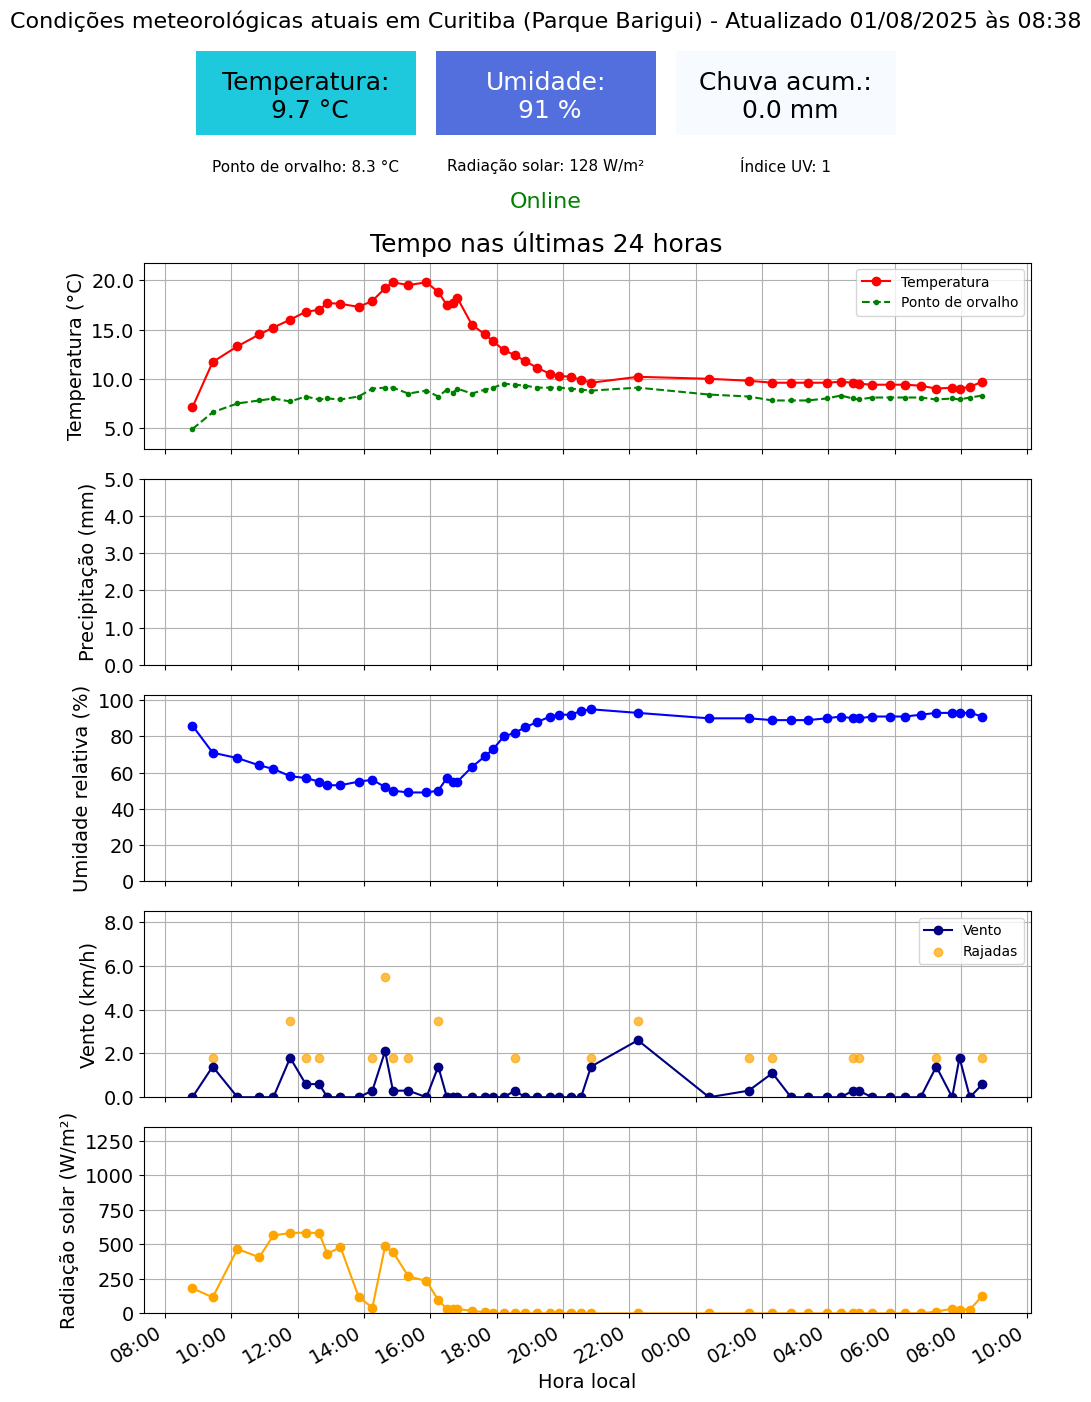 Condições meteorológicas atuais em Curitiba (Parque Barigui) - Atualizado 01/08/2025 às 08:38
Temperatura:
9.7 °C
Umidade:
91 %
Chuva acum.:
0.0 mm
Ponto de orvalho: 8.3 °C
Radiação solar: 128 W/m²
Índice UV: 1
Online
Tempo nas últimas 24 horas
Temperatura (°C)
20.0
15.0
10.0
5.0
Temperatura
Ponto de orvalho
Precipitação (mm)
5.0
4.0
3.0
2.0
1.0
0.0
Umidade relativa (%)
100
80
60
40
20
0
Vento (km/h)
8.0
6.0
4.0
2.0
0.0
Vento
Rajadas
Radiação solar (W/m²)
1250
1000
750
500
250
0
08:00
10:00
12:00
14:00
16:00
18:00
20:00
22:00
00:00
02:00
04:00
06:00
08:00
10:00
Hora local